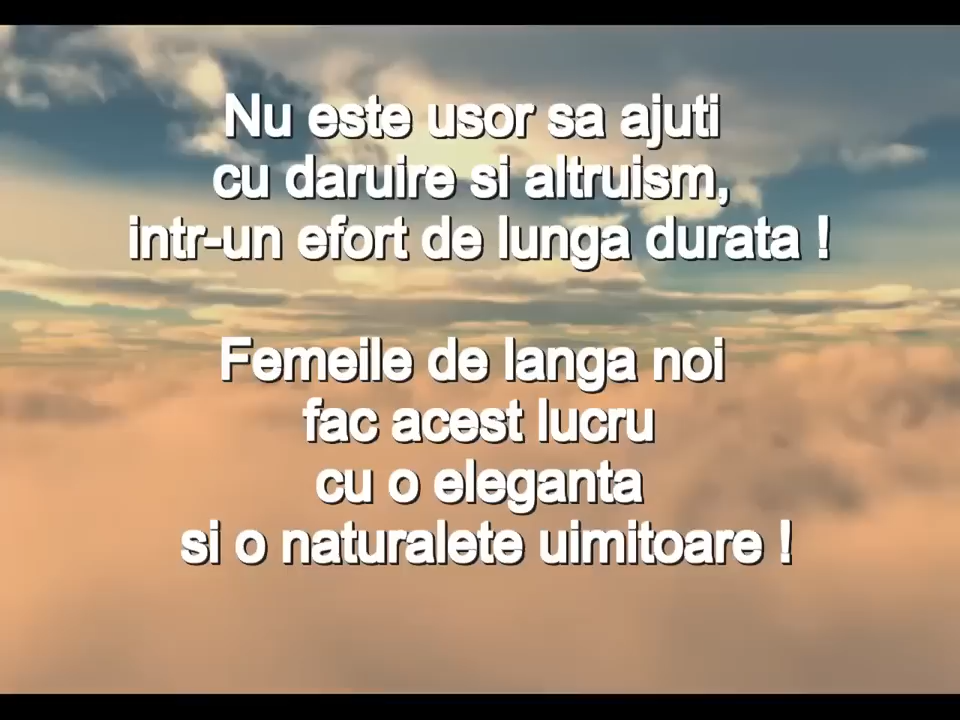 Nu este usor sa ajuti
cu daruire si altruism,
intr-un efort de lunga durata !
Femeile de langa noi
fac acest lucru
cu o eleganta
si o naturalete uimitoare !